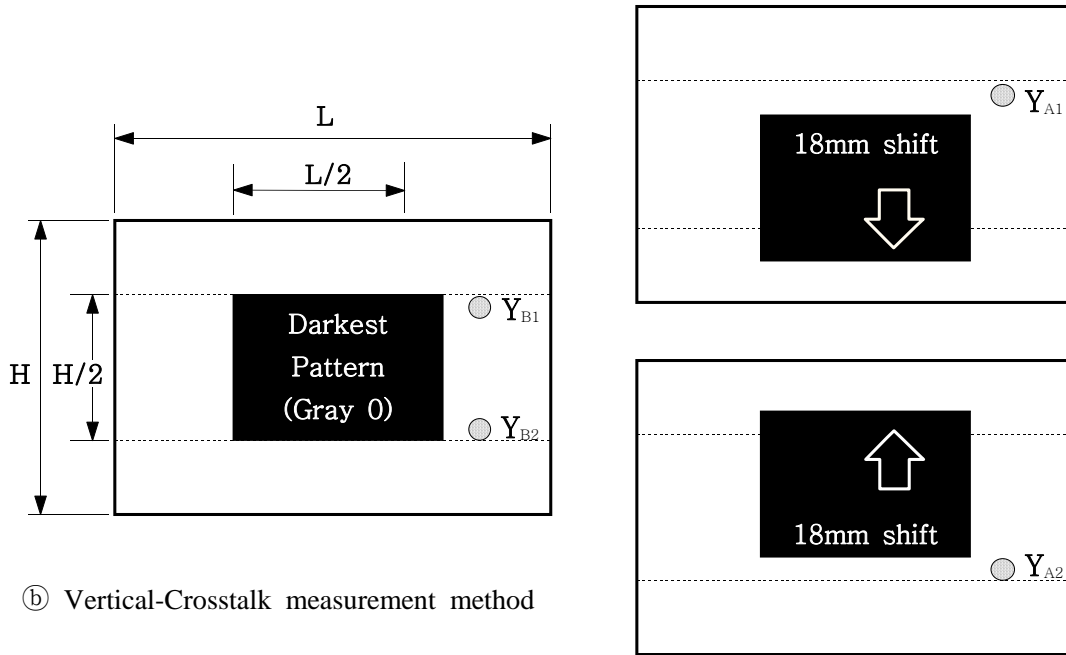 L
L/2
H
H/2
Darkest
Pattern
(Gray 0)
Y_B1
Y_B2
18mm shift
Y_A1
18mm shift
Y_A2
ⓑ Vertical-Crosstalk measurement method